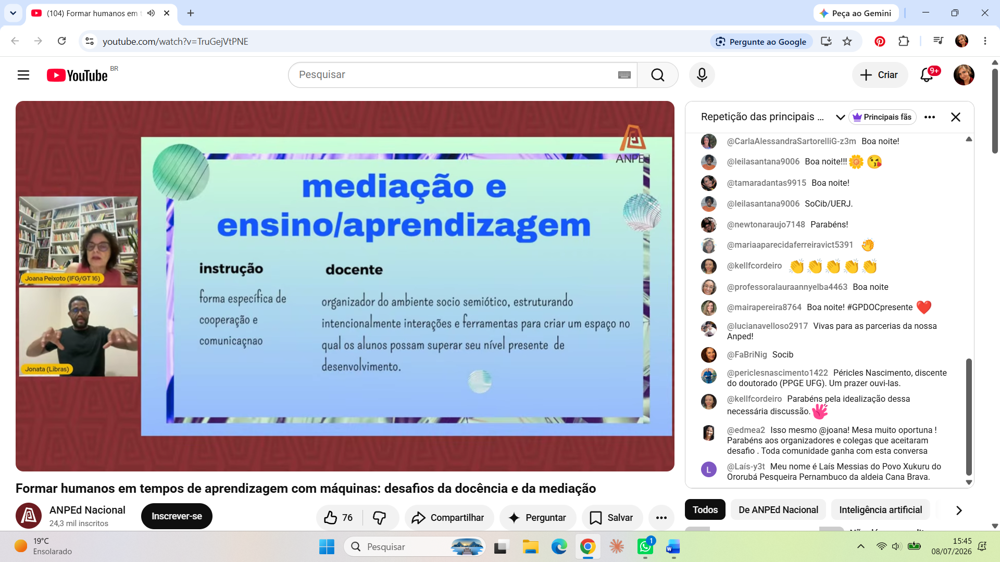 (104) Formar humanos em t
Peça ao Gemini
youtube.com/watch?v=TruGejVtPNE
Pergunte ao Google
YouTube BR
Pesquisar
Criar
9+
ANPEd
mediação e
ensino/aprendizagem
instrução
docente
forma específica de
cooperação e
comunicaçnao
organizador do ambiente socio semiótico, estruturando
intencionalmente interações e ferramentas para criar um espaço no
qual os alunos possam superar seu nível presente de
desenvolvimento.
Joana Peixoto (IFG/GT 16)
Jonata (Libras)
Repetição das principais ...
Principais fãs
@CarlaAlessandraSartorelliG-z3m Boa noite!
@leilasantana9006 Boa noite!!!
@tamaradantas9915 Boa noite!
@leilasantana9006 SoCib/UERJ.
@newtonaraujo7148 Parabéns!
@mariaaparecidaferreiravict5391
@kellfcordeiro
@professoralauraannyelba4463 Boa noite
@mairapereira8764 Boa noite! #GPDOCpresente
@lucianavelloso2917 Vivas para as parcerias da nossa
Anped!
@FaBriNig Socib
@periclesnascimento1422 Péricles Nascimento, discente
do doutorado (PPGE UFG). Um prazer ouvi-las.
@kellfcordeiro Parabéns pela idealização dessa
necessária discussão.
@edmea2 Isso mesmo @joana! Mesa muito oportuna !
Parabéns aos organizadores e colegas que aceitaram
desafio . Toda comunidade ganha com esta conversa
L
@Laís-y3t Meu nome é Laís Messias do Povo Xukuru do
Ororubá Pesqueira Pernambuco da aldeia Cana Brava.
Formar humanos em tempos de aprendizagem com máquinas: desafios da docência e da mediação
ANPEd Nacional
24,3 mil inscritos
Inscrever-se
76
Compartilhar
Perguntar
Salvar
Todos
De ANPEd Nacional
Inteligência artificial
19°C
Ensolarado
Pesquisar
1
15:45
08/07/2026